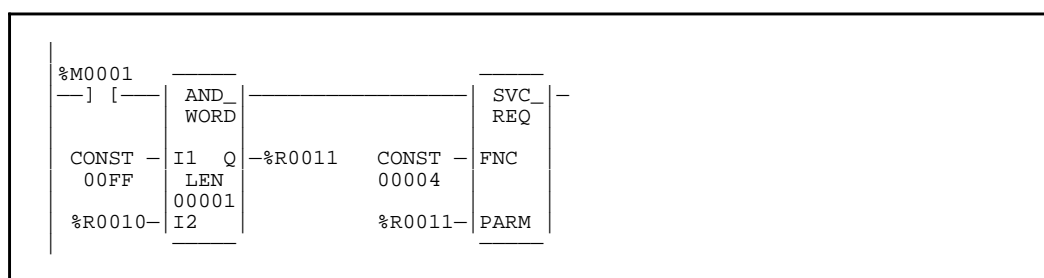 %M0001
] [ AND_ SVC_
WORD REQ
CONST I1 Q %R0011 CONST FNC
00FF LEN 00004
00001
%R0010 I2 %R0011 PARM